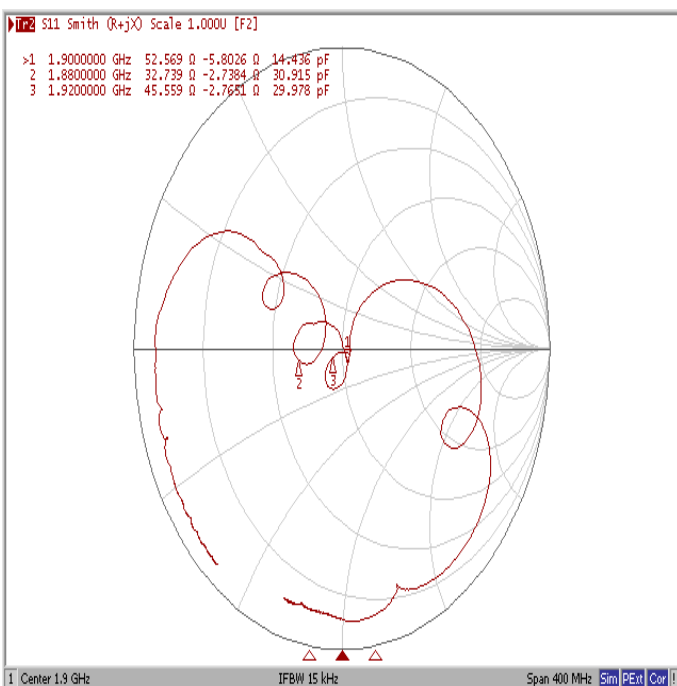 Tr2 S11 Smith (R+jX) Scale 1.000U [F2]
>1 1.9000000 GHz 52.569 Ω -5.8026 Ω 14.436 pF
2 1.8800000 GHz 32.739 Ω -2.7384 Ω 30.915 pF
3 1.9200000 GHz 45.559 Ω -2.7651 Ω 29.978 pF
1
2
3
1 Center 1.9 GHz IFBW 15 kHz Span 400 MHz Sim PExt Cor !